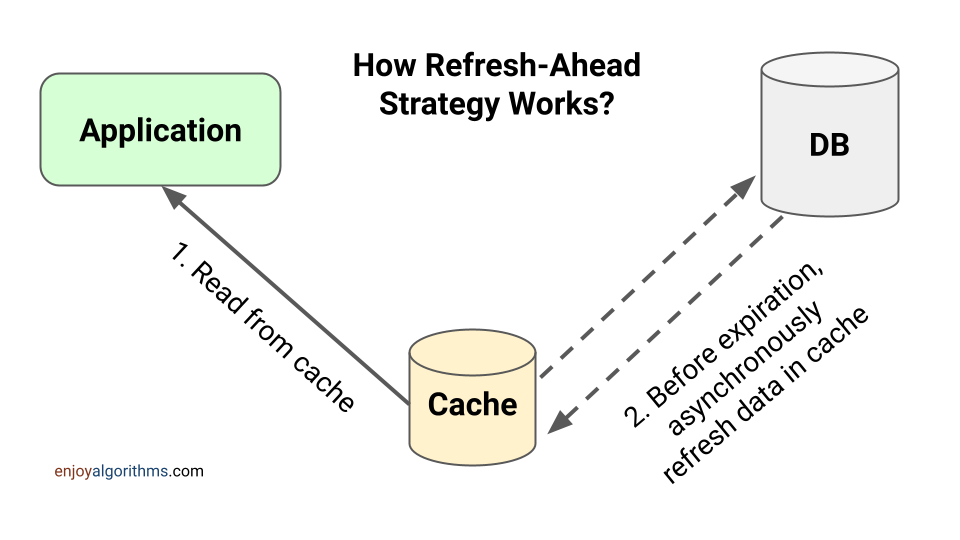 How Refresh-Ahead
Strategy Works?
Application
DB
1. Read from cache
Cache
2. Before expiration,
asynchronously
refresh data in cache
enjoyalgorithms.com